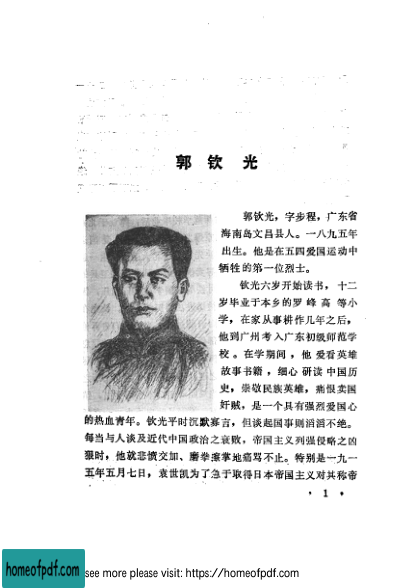 郭钦光
郭钦光，字步程，广东省
海南岛文昌县人。一八九五年
出生。他是在五四爱国运动中
牺牲的第一位烈士。
钦光六岁开始读书，十二
岁毕业于本乡的罗峰高等小
学，在家从事耕作几年之后，
他到广州考入广东初级师范学
校。在学期间，他爱看英雄
故事书籍，细心研读中国历
史，崇敬民族英雄，痛恨卖国
奸贼，是一个具有强烈爱国心
的热血青年。钦光平时沉默寡言，但谈起国事则滔滔不绝。
每当与人谈及近代中国政治之衰败，帝国主义列强侵略之凶
狠时，他就悲愤交加、磨拳擦掌地痛骂不止。特别是一九一
五年五月七日，袁世凯为了急于取得日本帝国主义对其称帝
· 1 ·
homeofpdf.com
see more please visit: https://homeofpdf.com